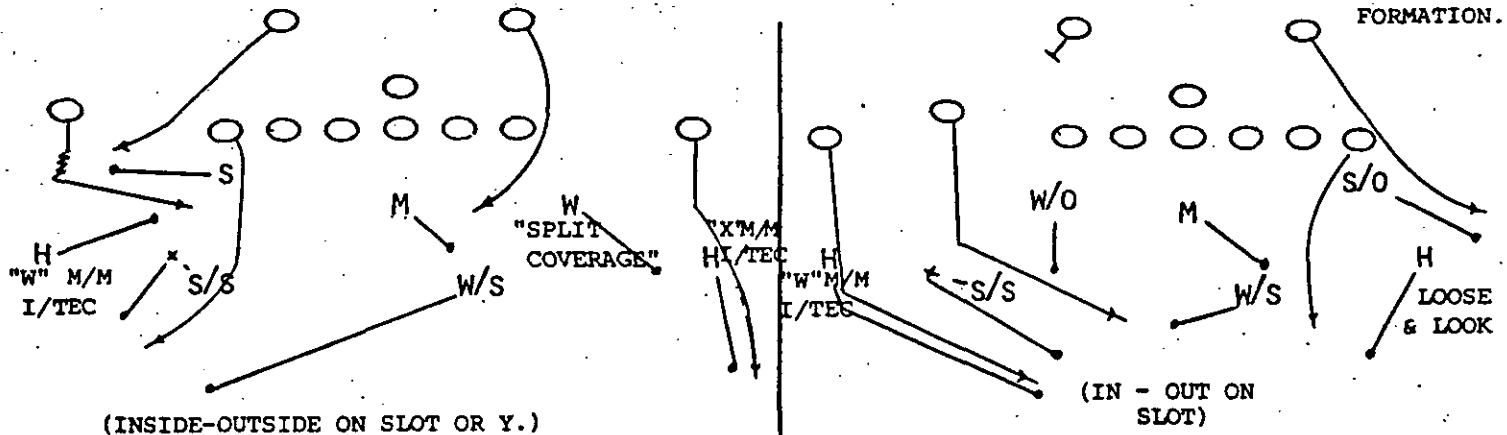 FORMATION.
S
M
W
"SPLIT
COVERAGE"
H
"W" M/M
I/TEC
S/S
W/S
"X"M/M
H I/TEC
(INSIDE-OUTSIDE ON SLOT OR Y.)
H
"W"M/M
I/TEC
S/S
W/O
M
W/S
S/O
H
LOOSE
& LOOK
(IN - OUT ON
SLOT)